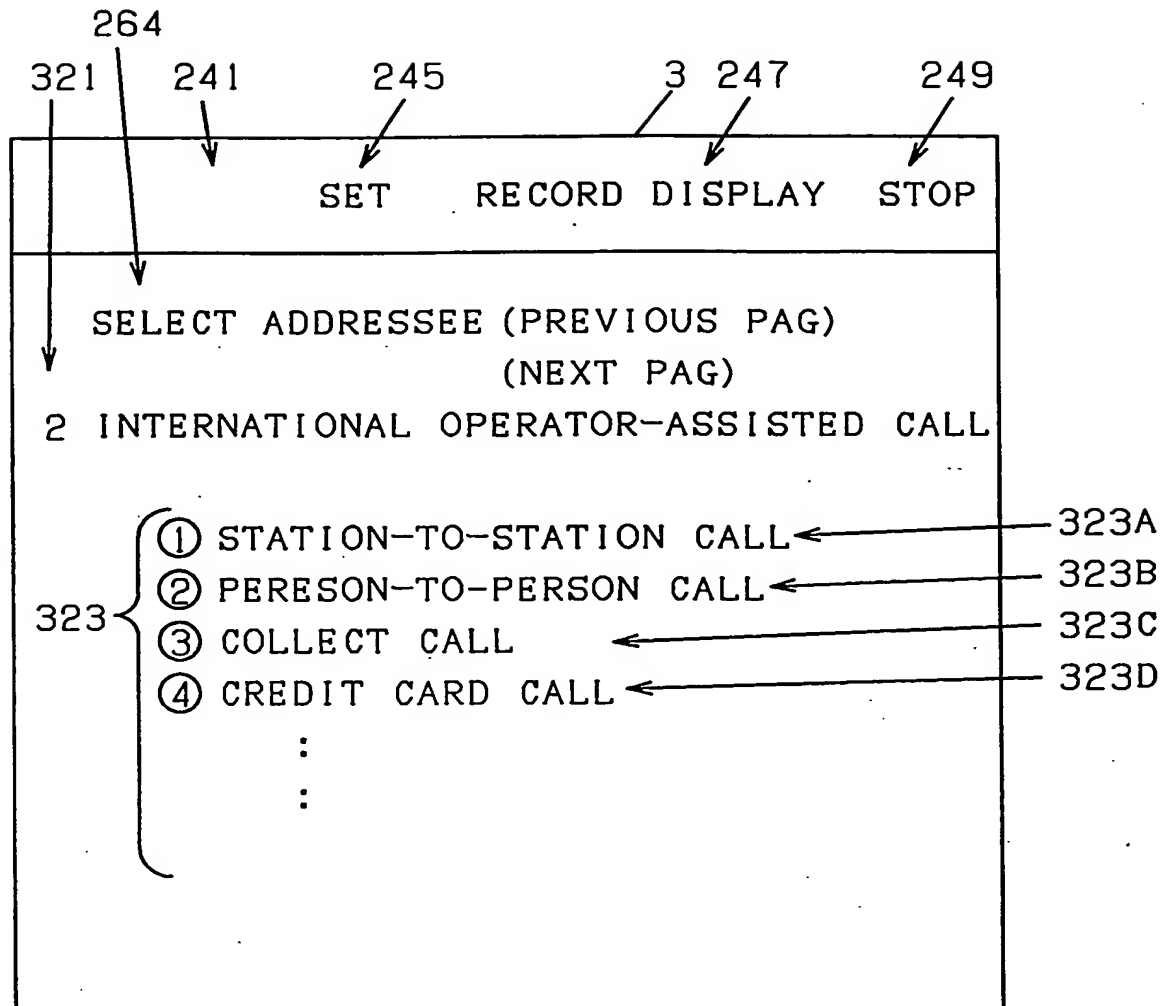 264
321 241 245 3 247 249
SET RECORD DISPLAY STOP
SELECT ADDRESSEE (PREVIOUS PAG)
(NEXT PAG)
2 INTERNATIONAL OPERATOR-ASSISTED CALL
① STATION-TO-STATION CALL 323A
② PERESON-TO-PERSON CALL 323B
323 ③ COLLECT CALL 323C
④ CREDIT CARD CALL 323D
:
: